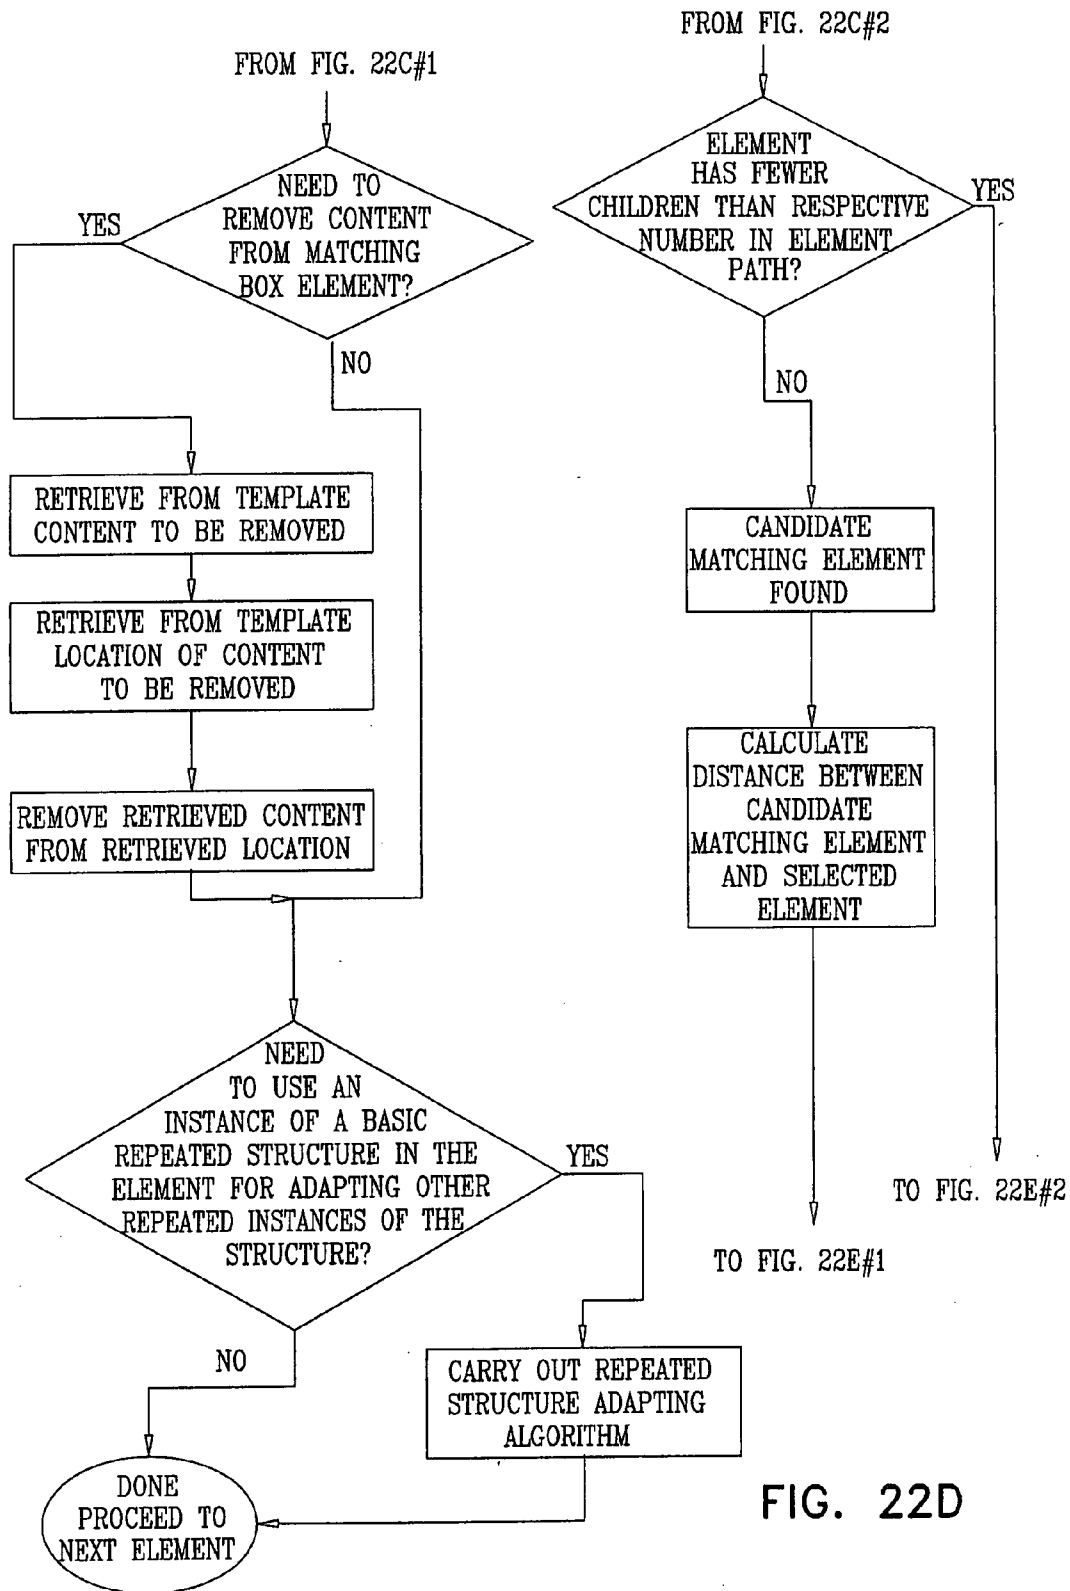 FROM FIG. 22C#1
NEED TO
REMOVE CONTENT
FROM MATCHING
BOX ELEMENT?
YES
NO
RETRIEVE FROM TEMPLATE
CONTENT TO BE REMOVED
RETRIEVE FROM TEMPLATE
LOCATION OF CONTENT
TO BE REMOVED
REMOVE RETRIEVED CONTENT
FROM RETRIEVED LOCATION
NEED
TO USE AN
INSTANCE OF A BASIC
REPEATED STRUCTURE IN THE
ELEMENT FOR ADAPTING OTHER
REPEATED INSTANCES OF THE
STRUCTURE?
YES
NO
CARRY OUT REPEATED
STRUCTURE ADAPTING
ALGORITHM
DONE
PROCEED TO
NEXT ELEMENT
FROM FIG. 22C#2
ELEMENT
HAS FEWER
CHILDREN THAN RESPECTIVE
NUMBER IN ELEMENT
PATH?
YES
NO
CANDIDATE
MATCHING ELEMENT
FOUND
CALCULATE
DISTANCE BETWEEN
CANDIDATE
MATCHING ELEMENT
AND SELECTED
ELEMENT
TO FIG. 22E#2
TO FIG. 22E#1
FIG. 22D